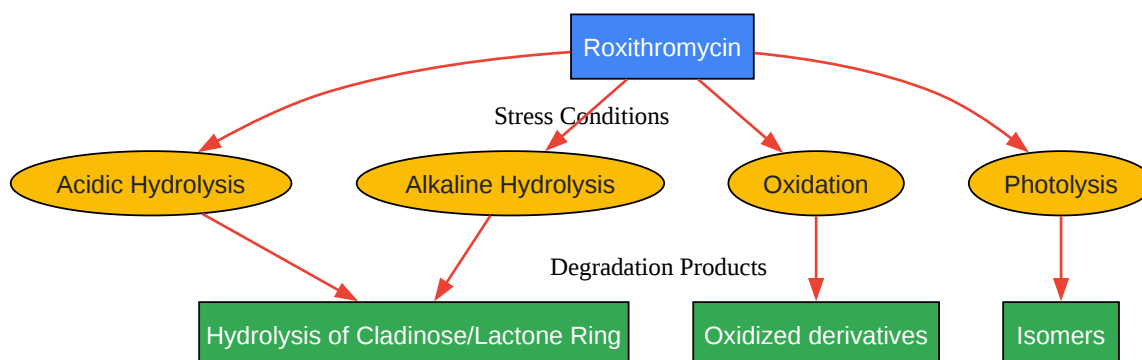 Roxithromycin
Stress Conditions
Acidic Hydrolysis
Alkaline Hydrolysis
Oxidation
Photolysis
Degradation Products
Hydrolysis of Cladinose/Lactone Ring
Oxidized derivatives
Isomers